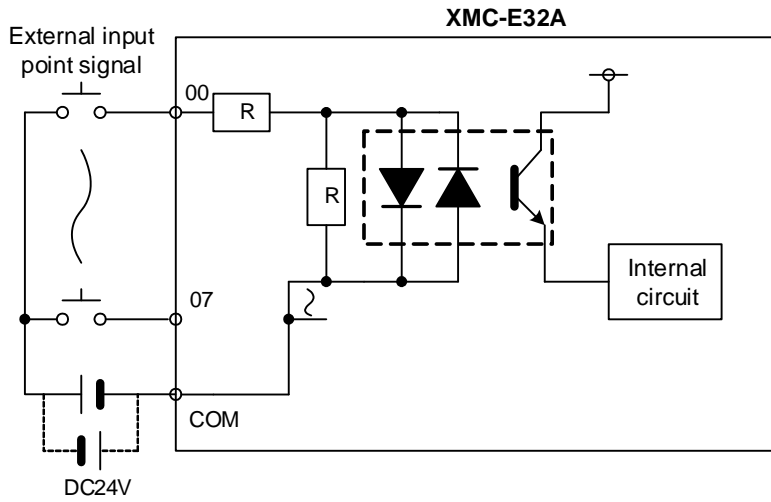 XMC-E32A
External input
point signal
00
R
R
Internal
circuit
07
COM
DC24V